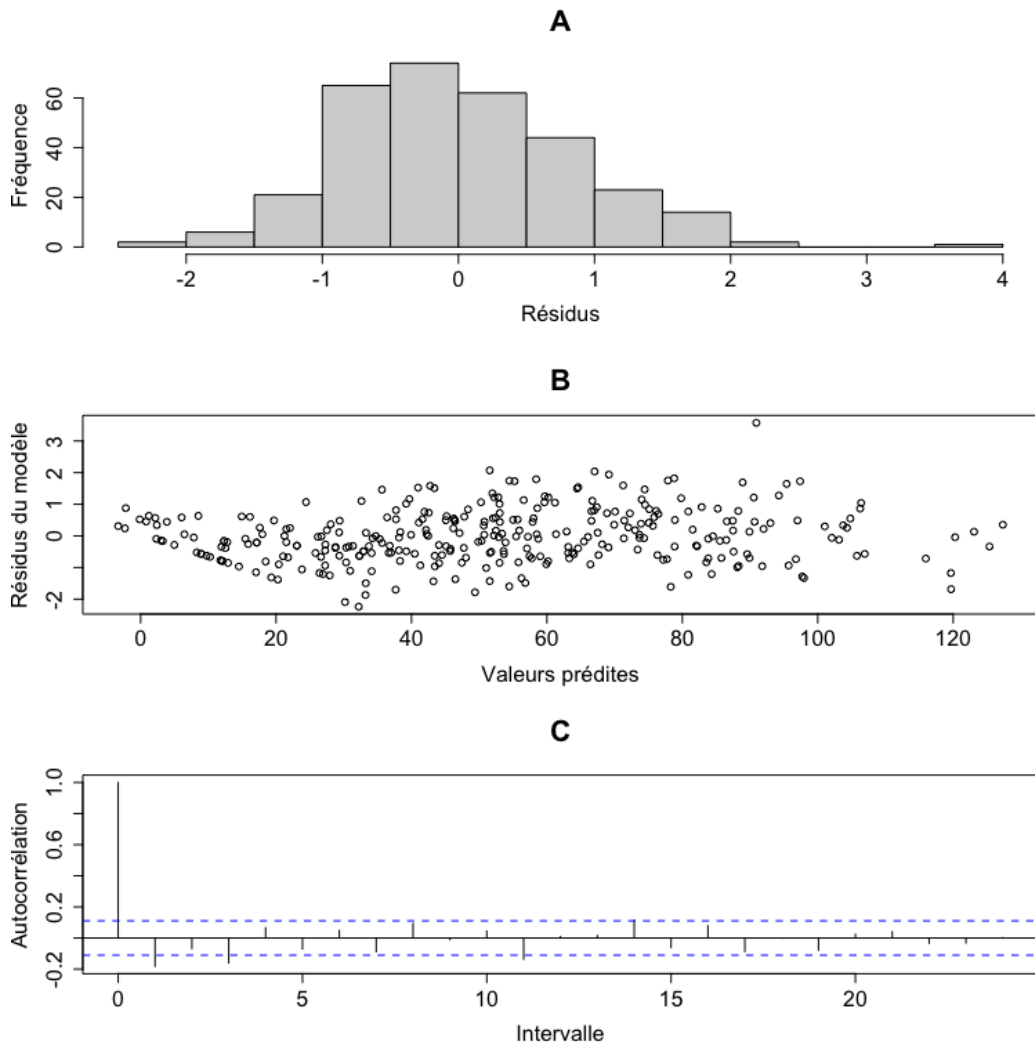 A
Fréquence
0 20 40 60
-2 -1 0 1 2 3 4
Résidus
B
Résidus du modèle
-2 0 1 2 3
0 20 40 60 80 100 120
Valeurs prédites
C
Autocorrélation
-0.2 0.2 0.6 1.0
0 5 10 15 20
Intervalle